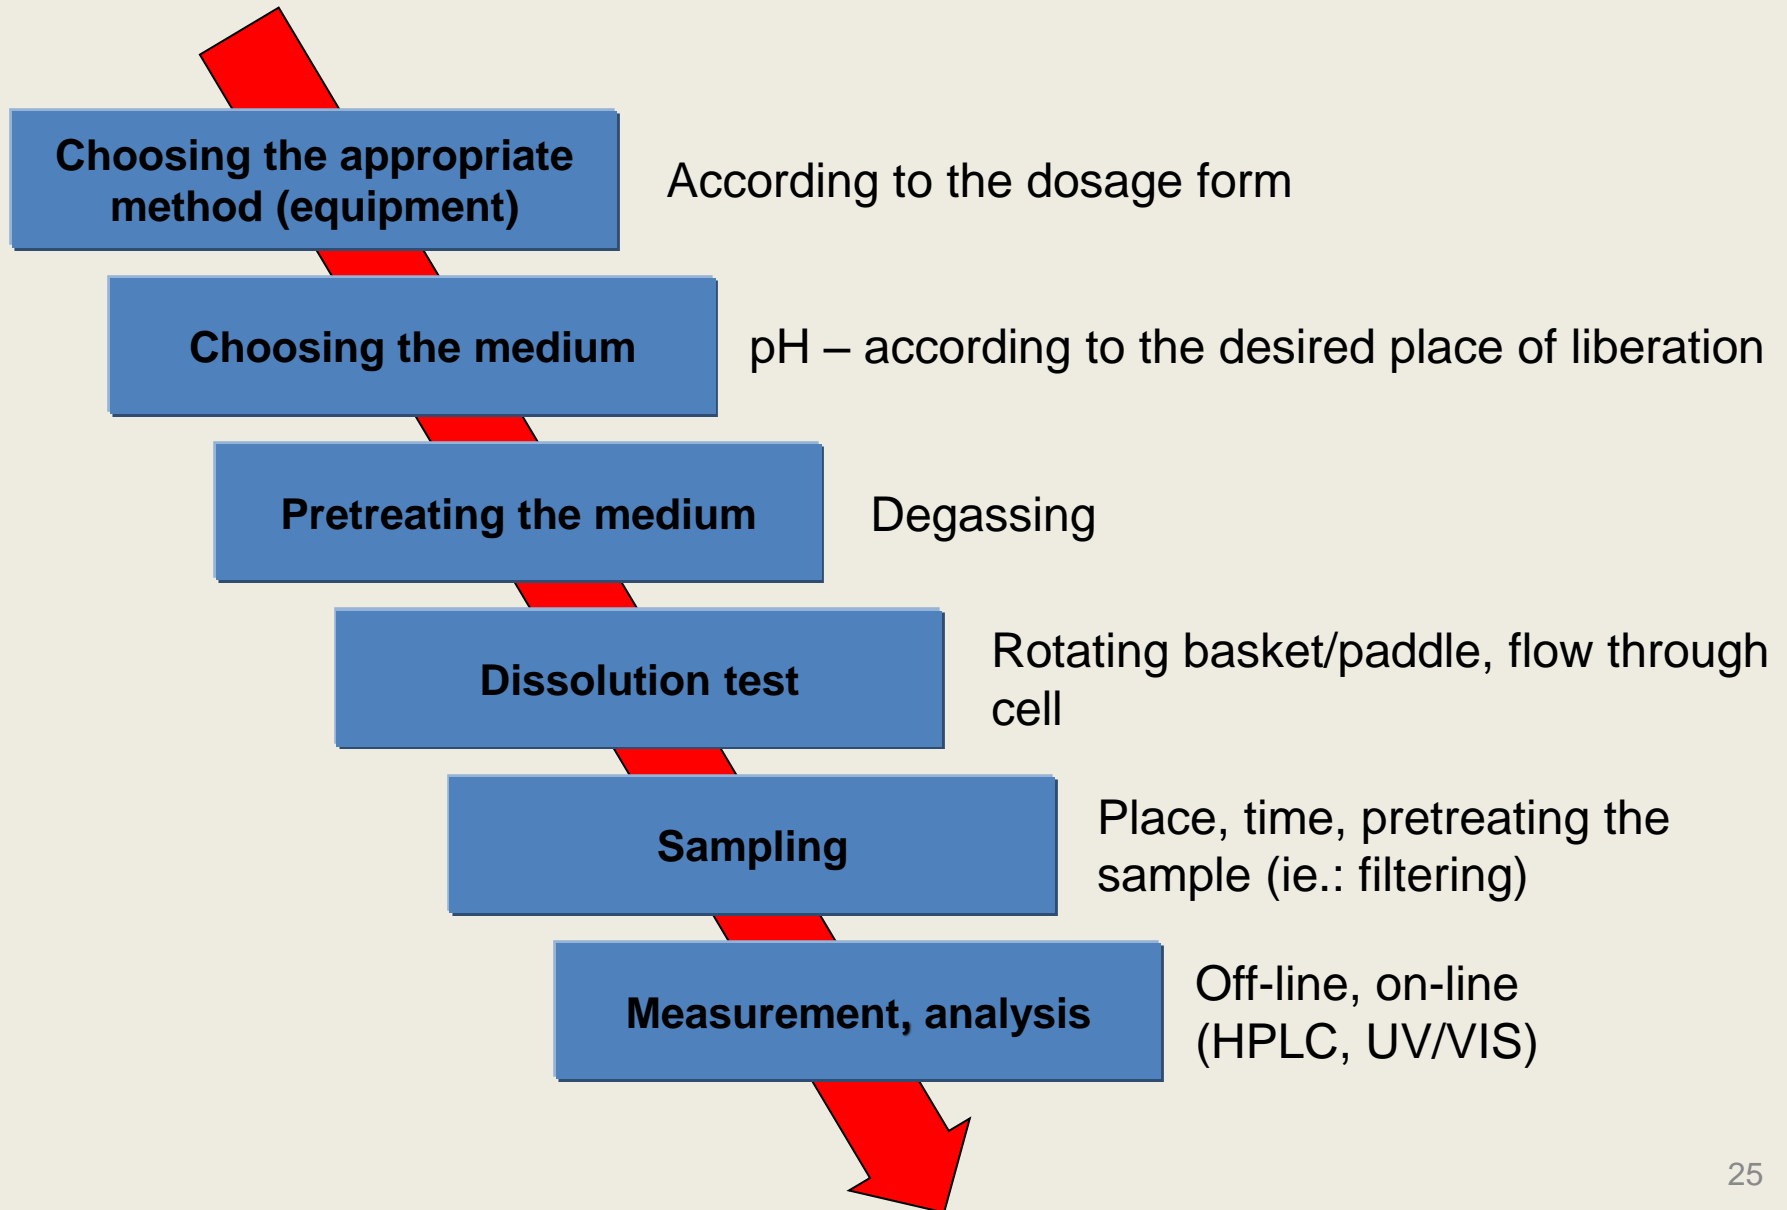 Choosing the appropriate
method (equipment)
According to the dosage form
Choosing the medium
pH – according to the desired place of liberation
Pretreating the medium
Degassing
Dissolution test
Rotating basket/paddle, flow through
cell
Sampling
Place, time, pretreating the
sample (ie.: filtering)
Measurement, analysis
Off-line, on-line
(HPLC, UV/VIS)
25